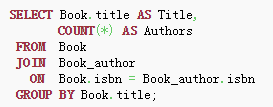 SELECT Book.title AS Title,
COUNT(*) AS Authors
FROM Book
JOIN Book_author
ON Book.isbn = Book_author.isbn
GROUP BY Book.title;